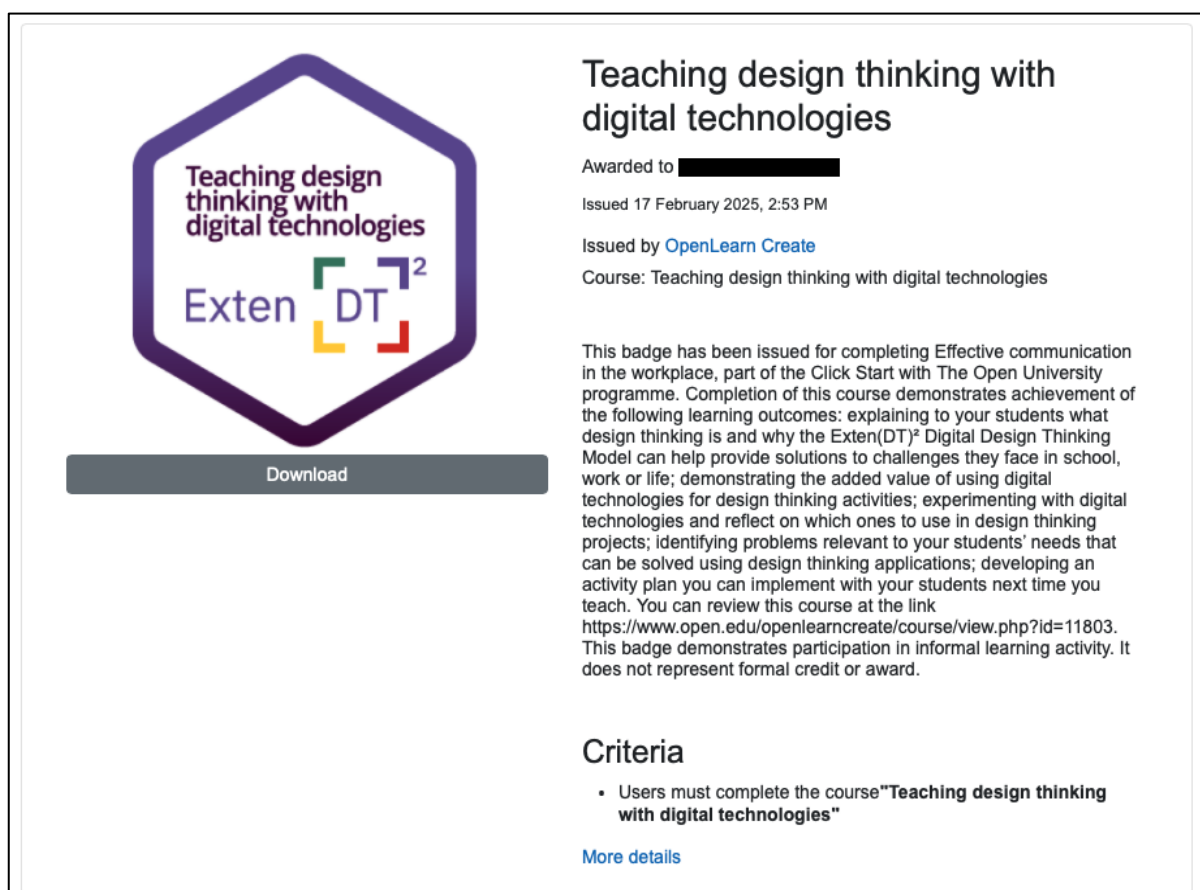 Teaching design
thinking with
digital technologies
Exten DT²
Download
Teaching design thinking with
digital technologies
Awarded to
Issued 17 February 2025, 2:53 PM
Issued by OpenLearn Create
Course: Teaching design thinking with digital technologies
This badge has been issued for completing Effective communication
in the workplace, part of the Click Start with The Open University
programme. Completion of this course demonstrates achievement of
the following learning outcomes: explaining to your students what
design thinking is and why the Exten(DT)² Digital Design Thinking
Model can help provide solutions to challenges they face in school,
work or life; demonstrating the added value of using digital
technologies for design thinking activities; experimenting with digital
technologies and reflect on which ones to use in design thinking
projects; identifying problems relevant to your students’ needs that
can be solved using design thinking applications; developing an
activity plan you can implement with your students next time you
teach. You can review this course at the link
https://www.open.edu/openlearncreate/course/view.php?id=11803.
This badge demonstrates participation in informal learning activity. It
does not represent formal credit or award.
Criteria
• Users must complete the course"Teaching design thinking
with digital technologies"
More details